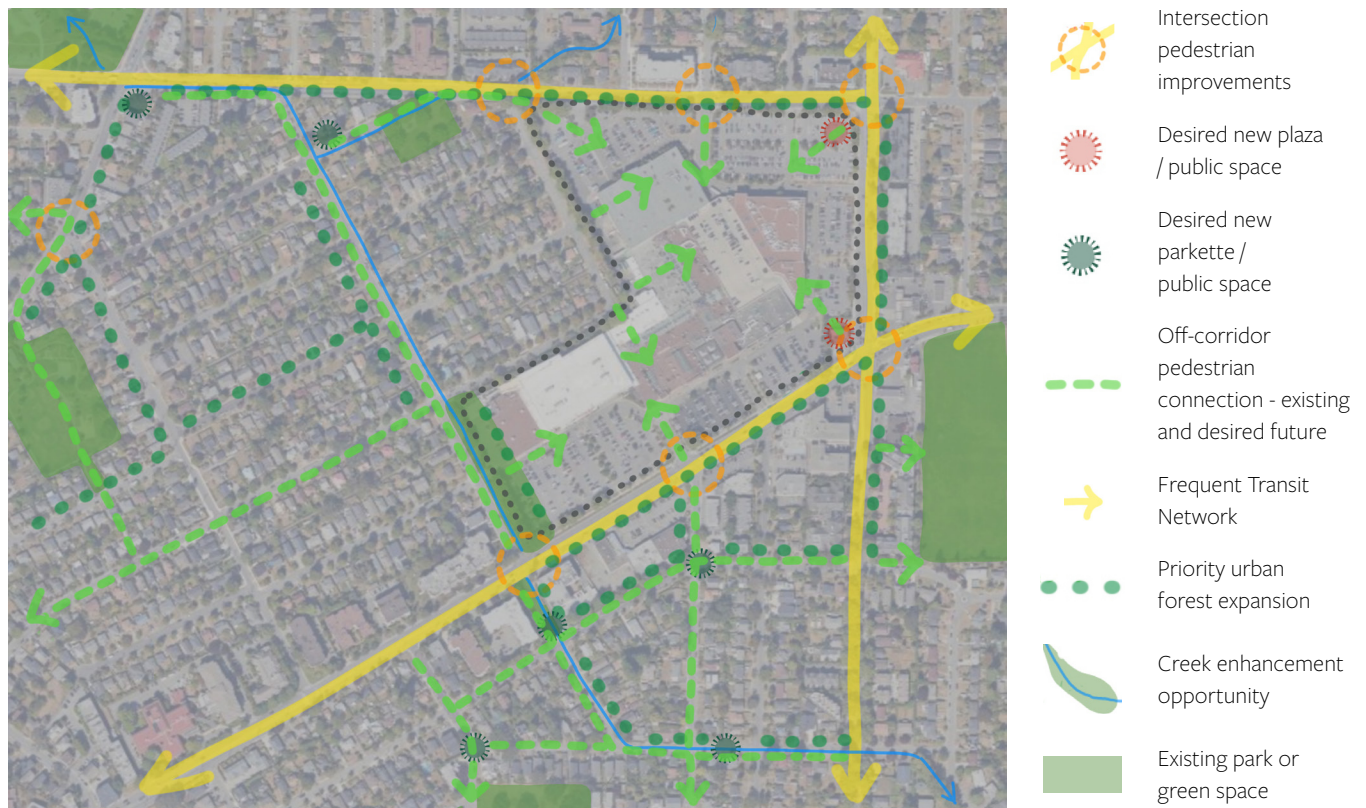 Intersection
pedestrian
improvements
Desired new plaza
/ public space
Desired new
parkette /
public space
Off-corridor
pedestrian
connection - existing
and desired future
Frequent Transit
Network
Priority urban
forest expansion
Creek enhancement
opportunity
Existing park or
green space